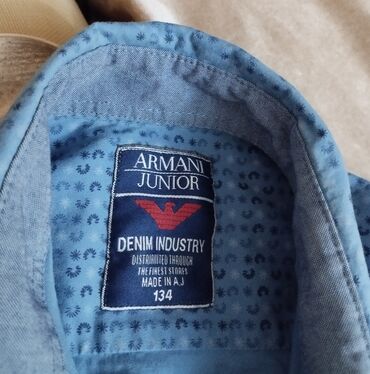 ARMANI
JUNIOR
DENIM INDUSTRY
DISTRIBUTED THROUGH
THE FINEST STORES
MADE IN A.J
134